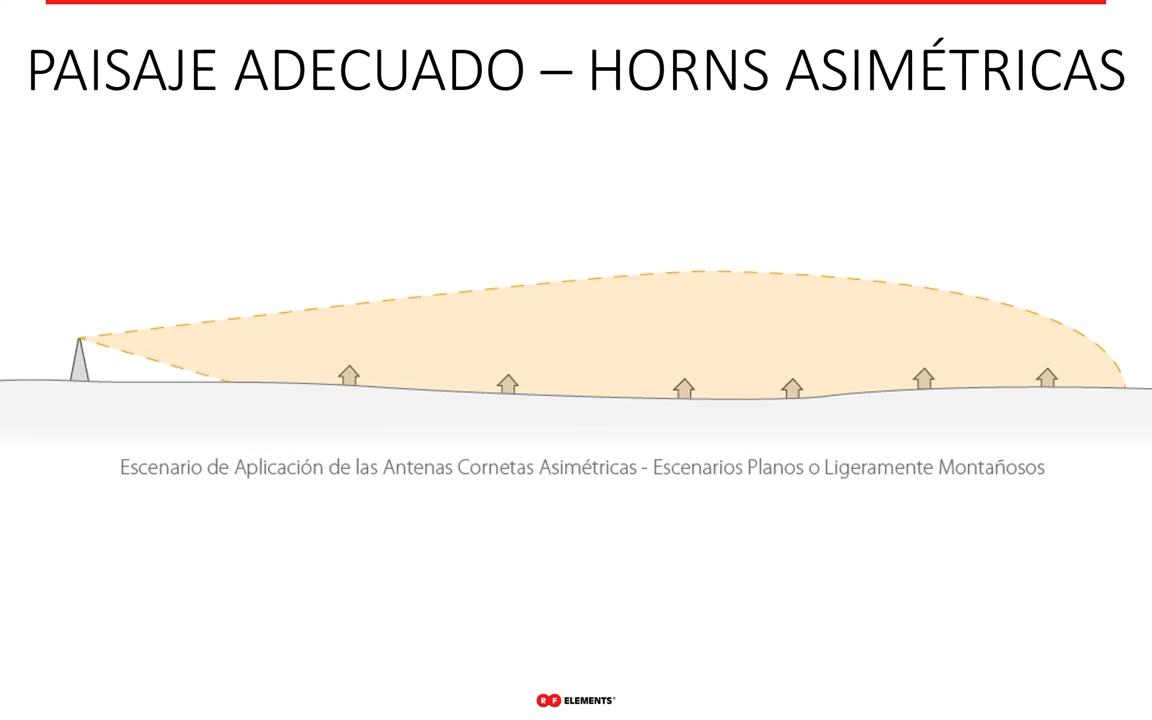 PAISAJE ADECUADO – HORNS ASIMÉTRICAS
Escenario de Aplicación de las Antenas Cornetas Asimétricas - Escenarios Planos o Ligeramente Montañosos
RF ELEMENTS